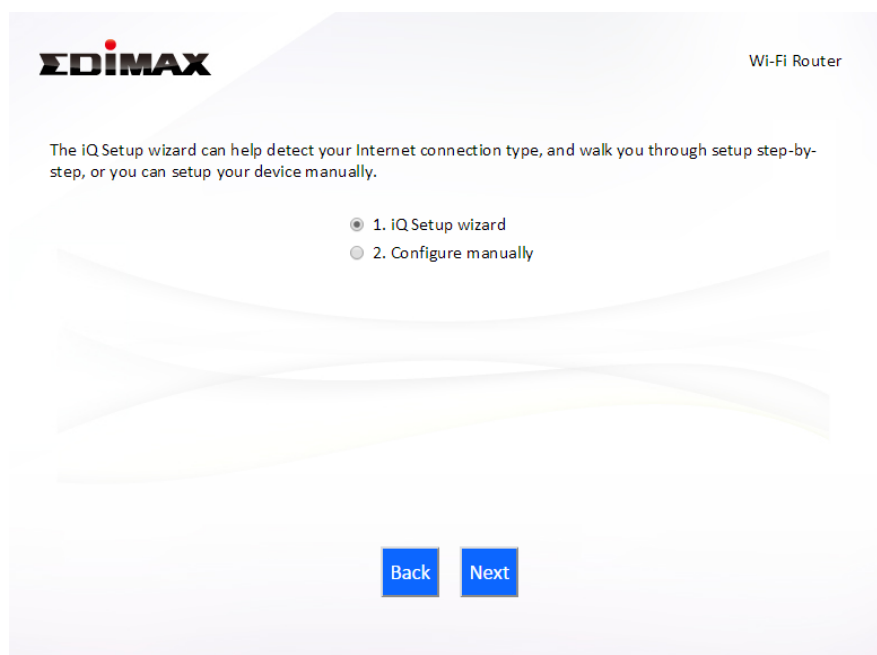 EDiMAX
Wi-Fi Router
The iQ Setup wizard can help detect your Internet connection type, and walk you through setup step-by-
step, or you can setup your device manually.
1. iQ Setup wizard
2. Configure manually
Back Next